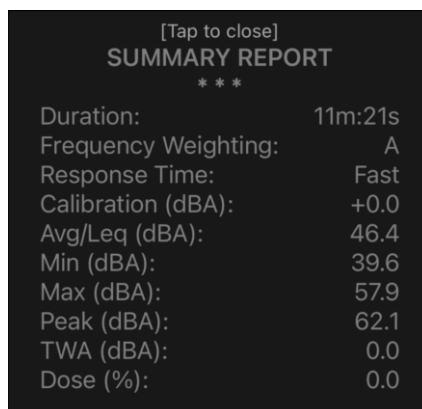 [Tap to close]
SUMMARY REPORT
* * *
Duration: 11m:21s
Frequency Weighting: A
Response Time: Fast
Calibration (dBA): +0.0
Avg/Leq (dBA): 46.4
Min (dBA): 39.6
Max (dBA): 57.9
Peak (dBA): 62.1
TWA (dBA): 0.0
Dose (%): 0.0